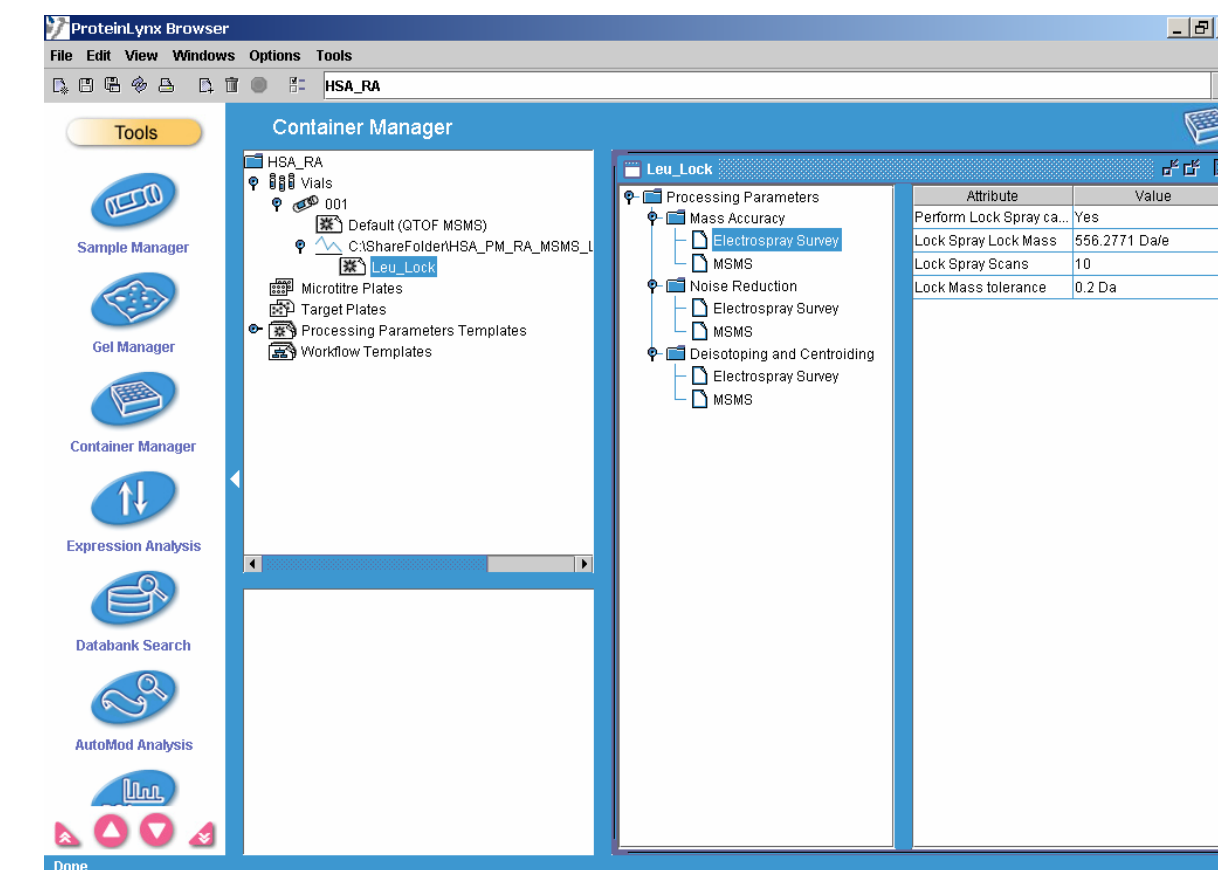 ProteinLynx Browser
File Edit View Windows Options Tools
HSA_RA
Tools
Sample Manager
Gel Manager
Container Manager
Expression Analysis
Databank Search
AutoMod Analysis
Container Manager
HSA_RA
Vials
001
Default (QTOF MSMS)
C:\ShareFolder\HSA_PM_RA_MSMS_L
Leu_Lock
Microtitre Plates
Target Plates
Processing Parameters Templates
Workflow Templates
Leu_Lock
Processing Parameters
Mass Accuracy
Electrospray Survey
MSMS
Noise Reduction
Electrospray Survey
MSMS
Deisotoping and Centroiding
Electrospray Survey
MSMS
Attribute Value
Perform Lock Spray ca... Yes
Lock Spray Lock Mass 556.2771 Da/e
Lock Spray Scans 10
Lock Mass tolerance 0.2 Da
Done